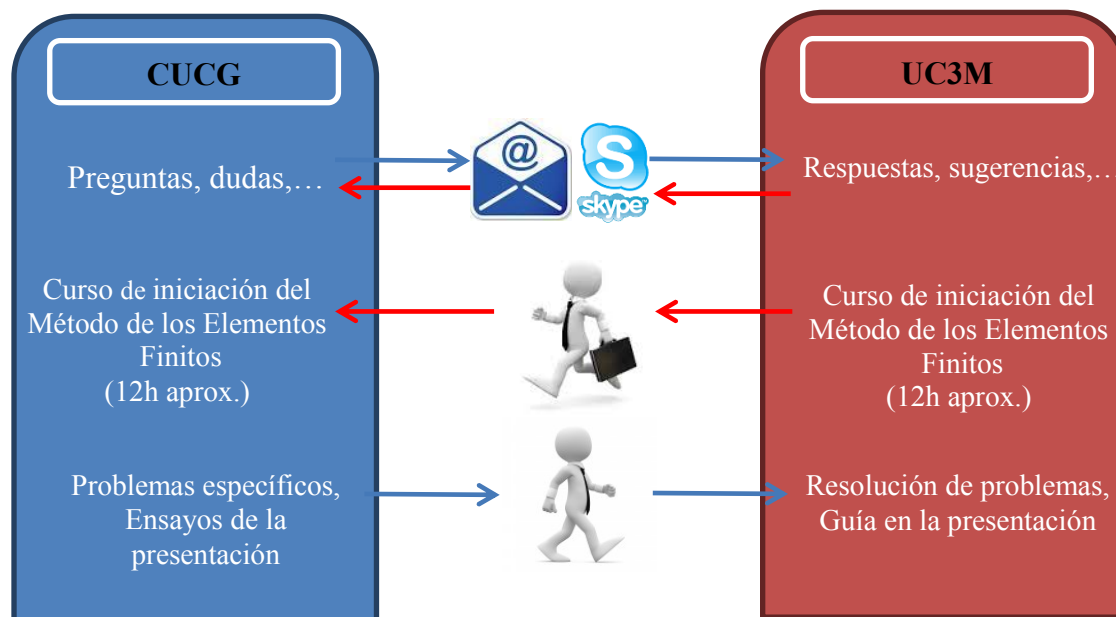 CUCG
UC3M
Preguntas, dudas,…
@
S
skype
Respuestas, sugerencias,…
Curso de iniciación del
Método de los Elementos
Finitos
(12h aprox.)
Curso de iniciación del
Método de los Elementos
Finitos
(12h aprox.)
Problemas específicos,
Ensayos de la
presentación
Resolución de problemas,
Guía en la presentación